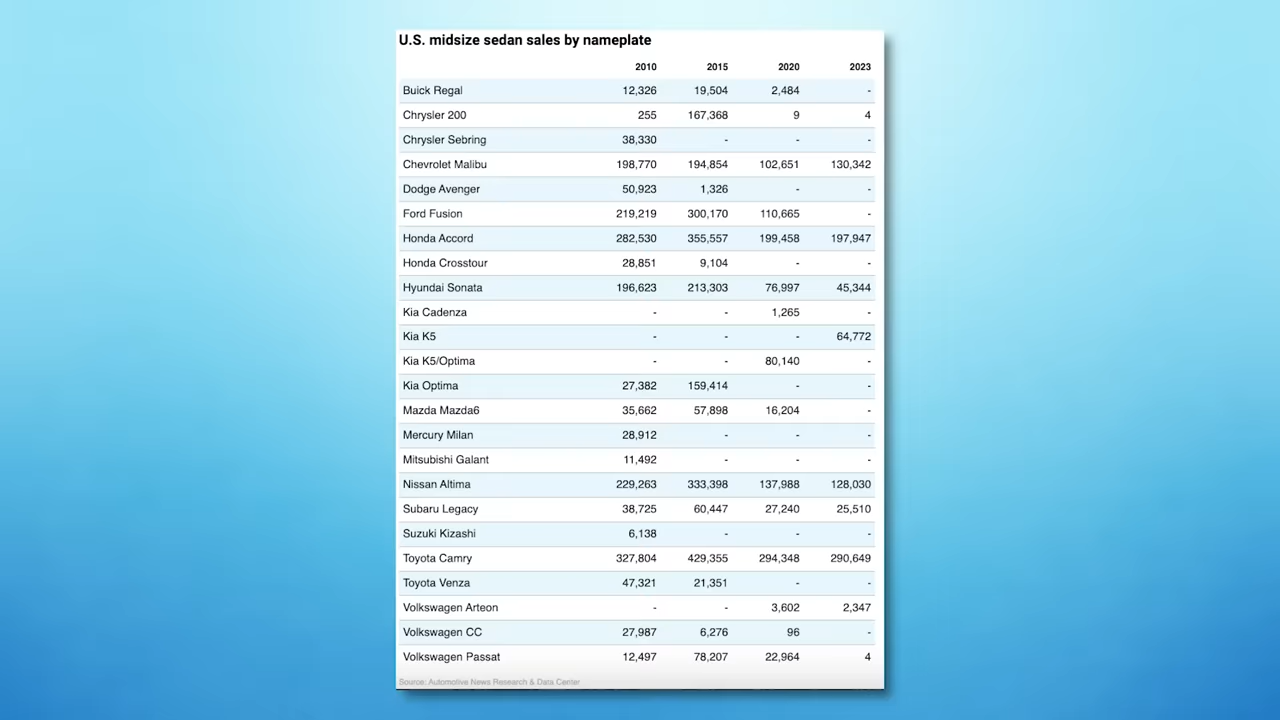 U.S. midsize sedan sales by nameplate
2010 2015 2020 2023
Buick Regal 12,326 19,504 2,484 -
Chrysler 200 255 167,368 9 4
Chrysler Sebring 38,330 - - -
Chevrolet Malibu 198,770 194,854 102,651 130,342
Dodge Avenger 50,923 1,326 - -
Ford Fusion 219,219 300,170 110,665 -
Honda Accord 282,530 355,557 199,458 197,947
Honda Crosstour 28,851 9,104 - -
Hyundai Sonata 196,623 213,303 76,997 45,344
Kia Cadenza - - 1,265 -
Kia K5 - - - 64,772
Kia K5/Optima - - 80,140 -
Kia Optima 27,382 159,414 - -
Mazda Mazda6 35,662 57,898 16,204 -
Mercury Milan 28,912 - - -
Mitsubishi Galant 11,492 - - -
Nissan Altima 229,263 333,398 137,988 128,030
Subaru Legacy 38,725 60,447 27,240 25,510
Suzuki Kizashi 6,138 - - -
Toyota Camry 327,804 429,355 294,348 290,649
Toyota Venza 47,321 21,351 - -
Volkswagen Arteon - - 3,602 2,347
Volkswagen CC 27,987 6,276 96 -
Volkswagen Passat 12,497 78,207 22,964 4
Source: Automotive News Research & Data Center